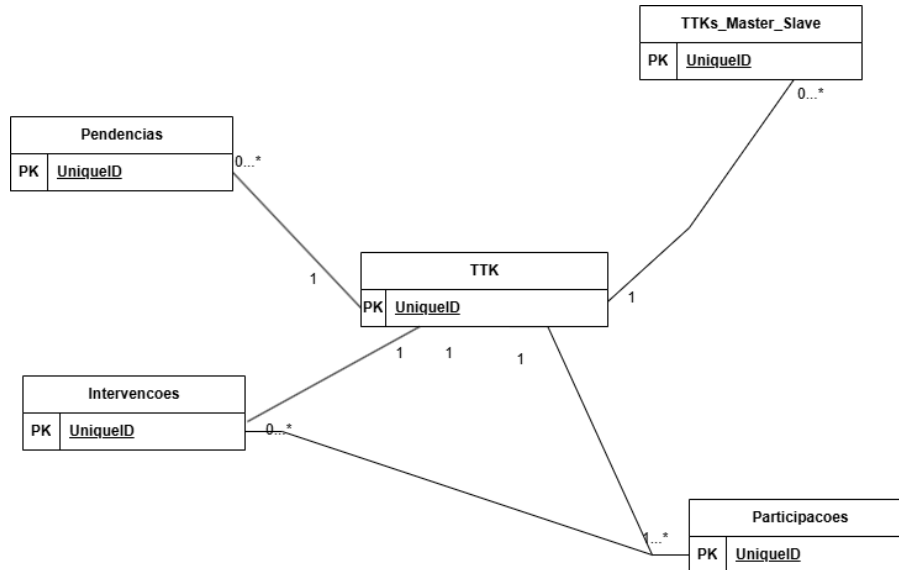 TTKs_Master_Slave
PK UniqueID
0...*
Pendencias
PK UniqueID
0...*
1
TTK
PK UniqueID
1
1
1
1
Intervencoes
PK UniqueID
0...*
Participacoes
1...*
PK UniqueID